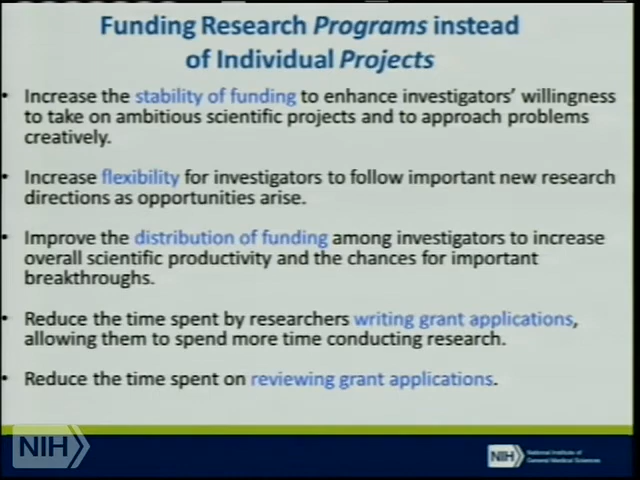 Funding Research Programs instead
of Individual Projects
• Increase the stability of funding to enhance investigators' willingness
to take on ambitious scientific projects and to approach problems
creatively.
• Increase flexibility for investigators to follow important new research
directions as opportunities arise.
• Improve the distribution of funding among investigators to increase
overall scientific productivity and the chances for important
breakthroughs.
• Reduce the time spent by researchers writing grant applications,
allowing them to spend more time conducting research.
• Reduce the time spent on reviewing grant applications.
NIH
NIH
National Institute of
General Medical Sciences